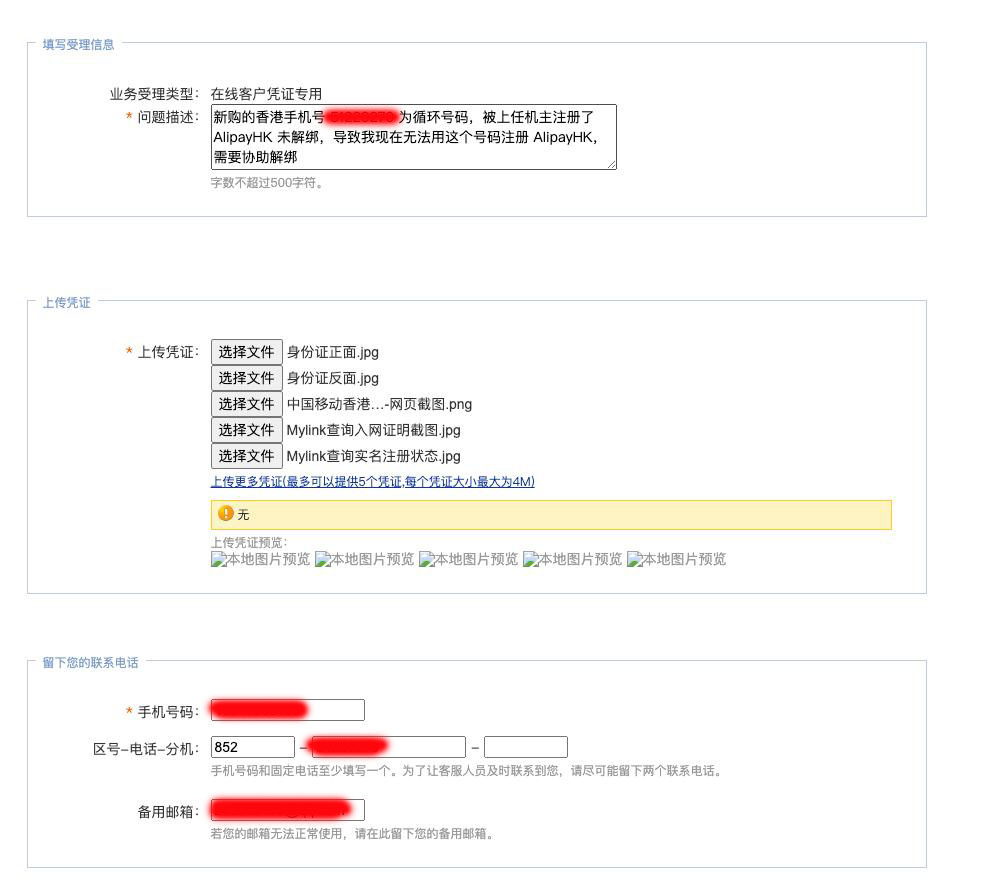 填写受理信息
业务受理类型： 在线客户凭证专用
* 问题描述： 新购的香港手机号 为循环号码，被上任机主注册了
AlipayHK 未解绑，导致我现在无法用这个号码注册 AlipayHK，
需要协助解绑
字数不超过500字符。
上传凭证
* 上传凭证： 选择文件 身份证正面.jpg
选择文件 身份证反面.jpg
选择文件 中国移动香港...-网页截图.png
选择文件 Mylink查询入网证明截图.jpg
选择文件 Mylink查询实名注册状态.jpg
上传更多凭证(最多可以提供5个凭证,每个凭证大小最大为4M)
无
上传凭证预览：
本地图片预览 本地图片预览 本地图片预览 本地图片预览 本地图片预览
留下您的联系电话
* 手机号码：
区号–电话–分机： 852 – –
手机号码和固定电话至少填写一个。为了让客服人员及时联系到您，请尽可能留下两个联系电话。
备用邮箱：
若您的邮箱无法正常使用，请在此留下您的备用邮箱。